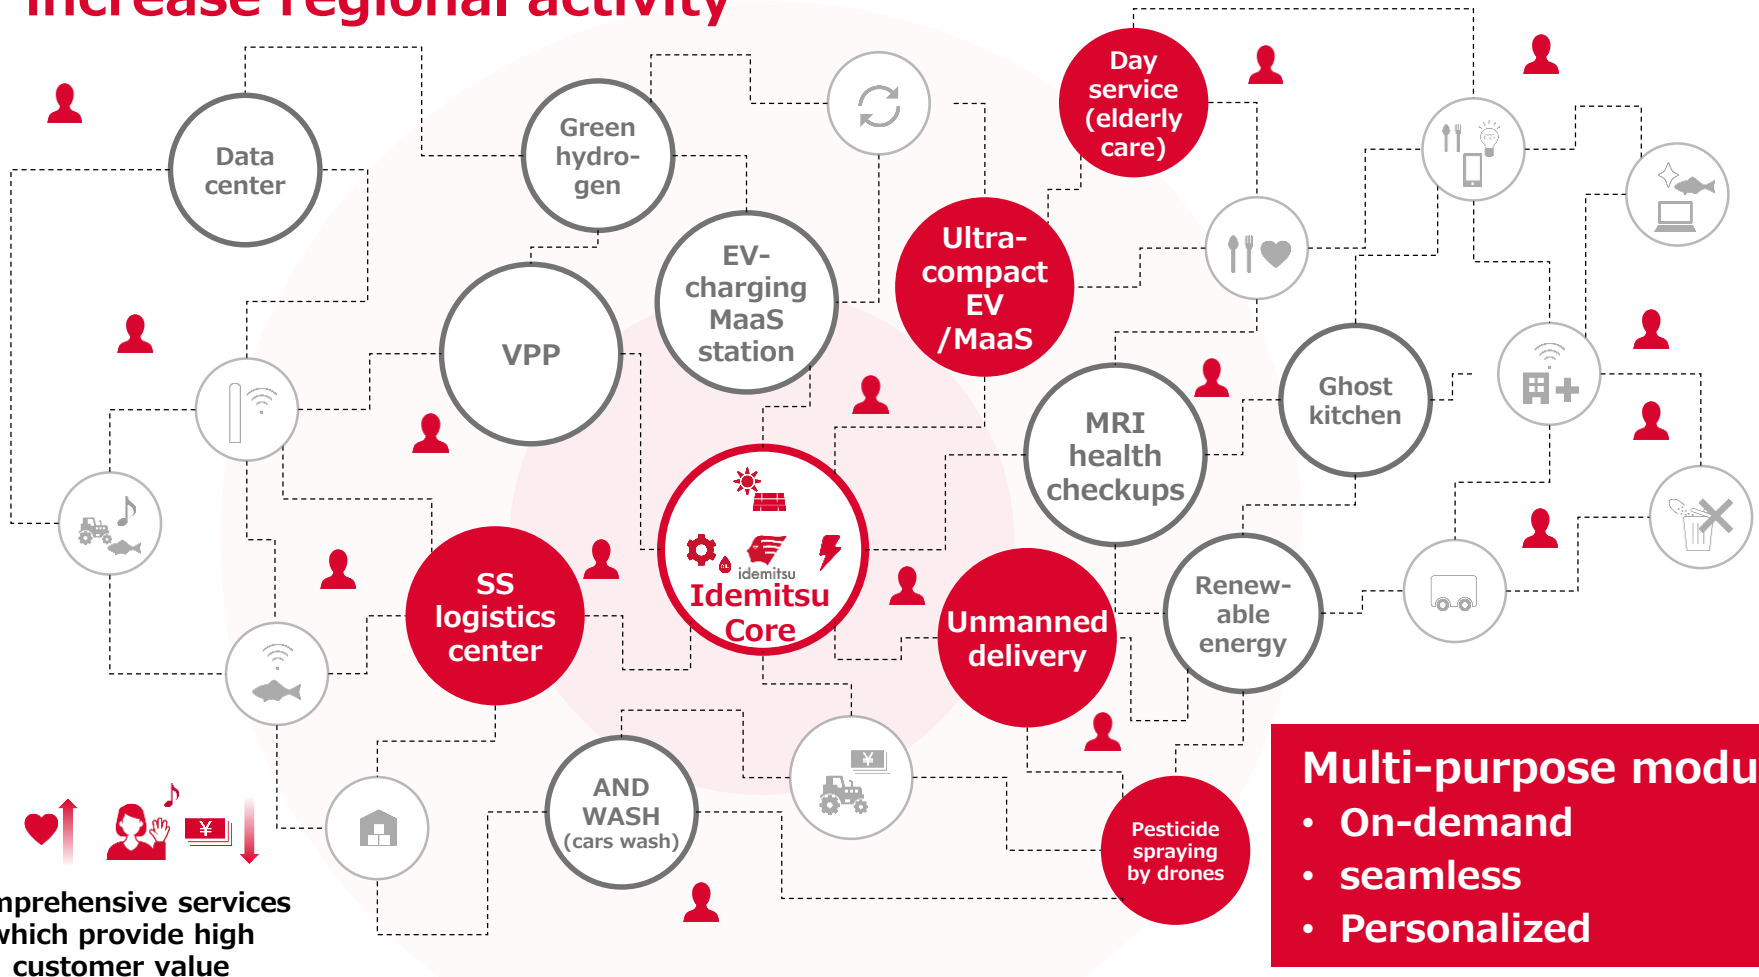 increase regional activity
Day
service
(elderly
care)
Green
hydro-
gen
Data
center
Ultra-
compact
EV
/MaaS
EV-
charging
MaaS
station
VPP
Ghost
kitchen
MRI
health
checkups
idemitsu
Idemitsu
Core
OIL
SS
logistics
center
Unmanned
delivery
Renew-
able
energy
¥
AND
WASH
(cars wash)
Pesticide
spraying
by drones
¥
mprehensive services
which provide high
customer value
Multi-purpose modu
• On-demand
• seamless
• Personalized